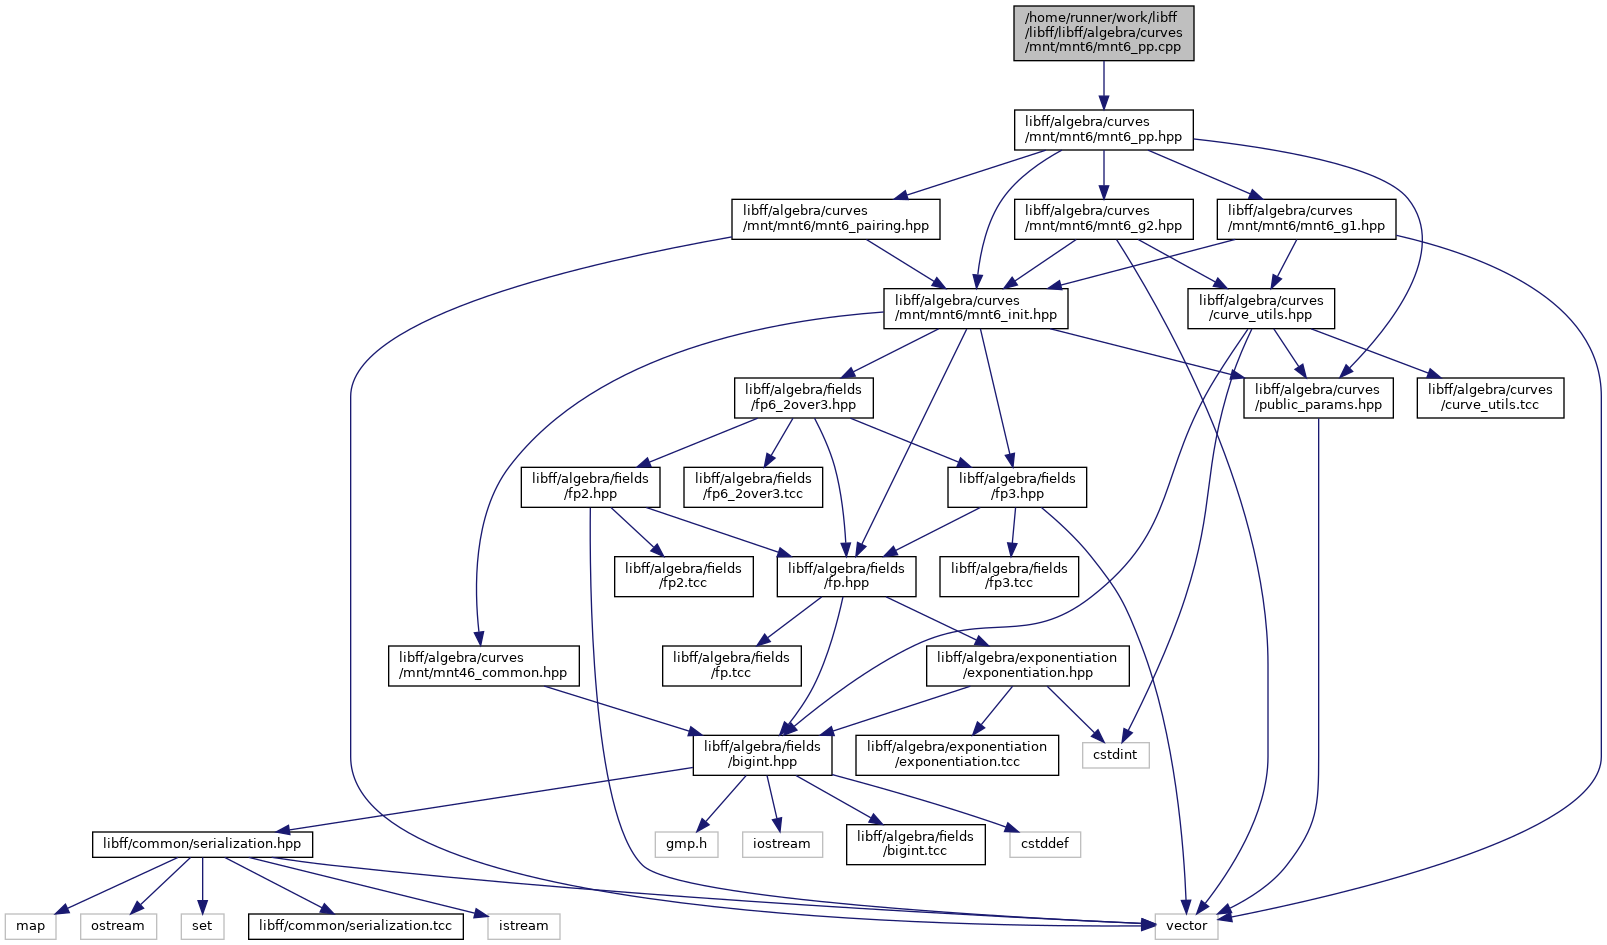 /home/runner/work/libff
/libff/libff/algebra/curves
/mnt/mnt6/mnt6_pp.cpp
libff/algebra/curves
/mnt/mnt6/mnt6_pp.hpp
libff/algebra/curves
/mnt/mnt6/mnt6_pairing.hpp
libff/algebra/curves
/mnt/mnt6/mnt6_g2.hpp
libff/algebra/curves
/mnt/mnt6/mnt6_g1.hpp
libff/algebra/curves
/mnt/mnt6/mnt6_init.hpp
libff/algebra/curves
/curve_utils.hpp
libff/algebra/fields
/fp6_2over3.hpp
libff/algebra/curves
/public_params.hpp
libff/algebra/curves
/curve_utils.tcc
libff/algebra/fields
/fp2.hpp
libff/algebra/fields
/fp6_2over3.tcc
libff/algebra/fields
/fp3.hpp
libff/algebra/fields
/fp2.tcc
libff/algebra/fields
/fp.hpp
libff/algebra/fields
/fp3.tcc
libff/algebra/curves
/mnt/mnt46_common.hpp
libff/algebra/fields
/fp.tcc
libff/algebra/exponentiation
/exponentiation.hpp
libff/algebra/fields
/bigint.hpp
libff/algebra/exponentiation
/exponentiation.tcc
cstdint
libff/common/serialization.hpp
gmp.h
iostream
libff/algebra/fields
/bigint.tcc
cstddef
map
ostream
set
libff/common/serialization.tcc
istream
vector